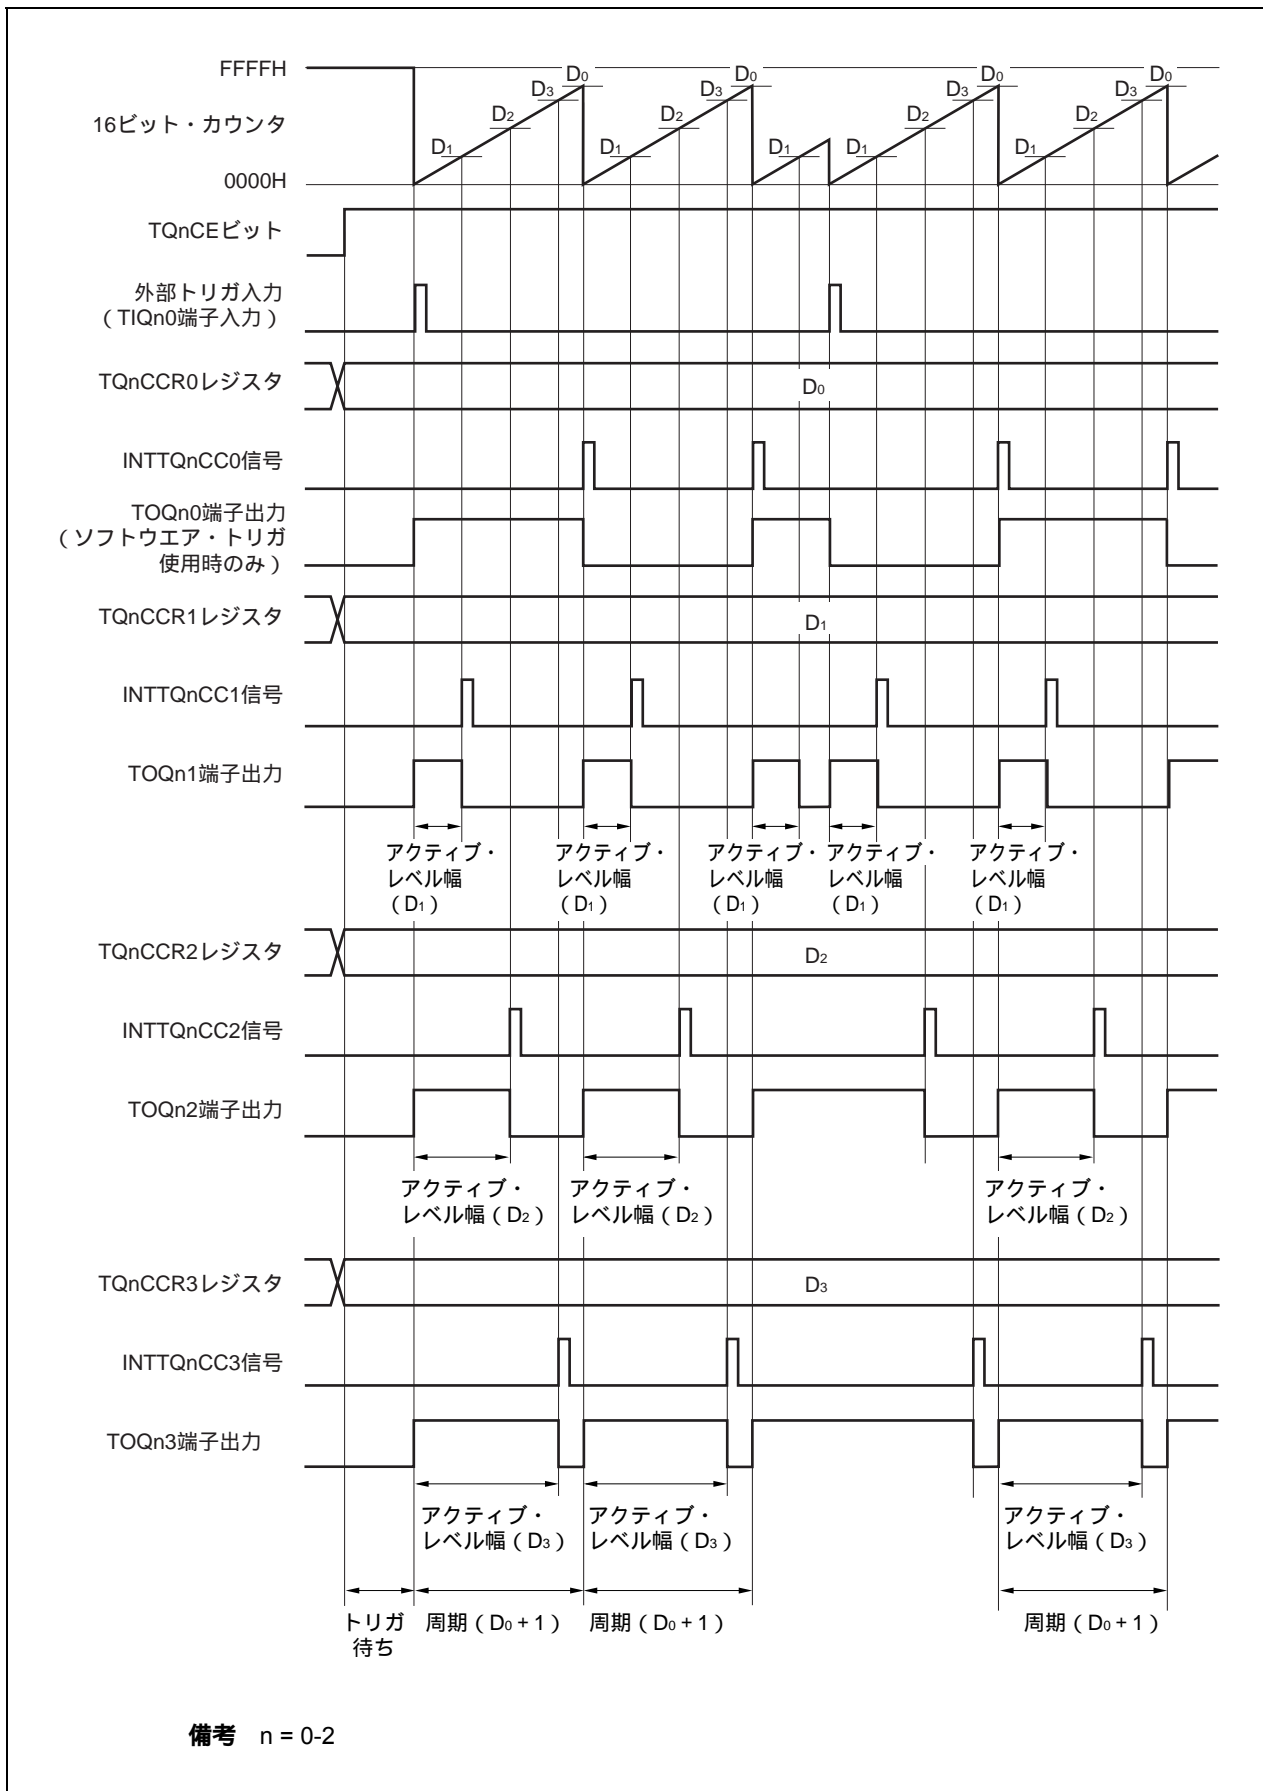 FFFFH
D0 D0 D0 D0
D3 D3 D3 D3
D2 D2 D2 D2
16ビット・カウンタ
D1 D1 D1 D1 D1
0000H
TQnCEビット
外部トリガ入力
（TIQn0端子入力）
TQnCCR0レジスタ
D0
INTTQnCC0信号
TOQn0端子出力
（ソフトウエア・トリガ
使用時のみ）
TQnCCR1レジスタ
D1
INTTQnCC1信号
TOQn1端子出力
アクティブ・ アクティブ・ アクティブ・ アクティブ・ アクティブ・
レベル幅 レベル幅 レベル幅 レベル幅 レベル幅
（D1） （D1） （D1） （D1） （D1）
TQnCCR2レジスタ
D2
INTTQnCC2信号
TOQn2端子出力
アクティブ・ アクティブ・ アクティブ・
レベル幅（D2） レベル幅（D2） レベル幅（D2）
TQnCCR3レジスタ
D3
INTTQnCC3信号
TOQn3端子出力
アクティブ・ アクティブ・ アクティブ・
レベル幅（D3） レベル幅（D3） レベル幅（D3）
トリガ 周期（D0 + 1） 周期（D0 + 1） 周期（D0 + 1）
待ち
備考 n = 0-2